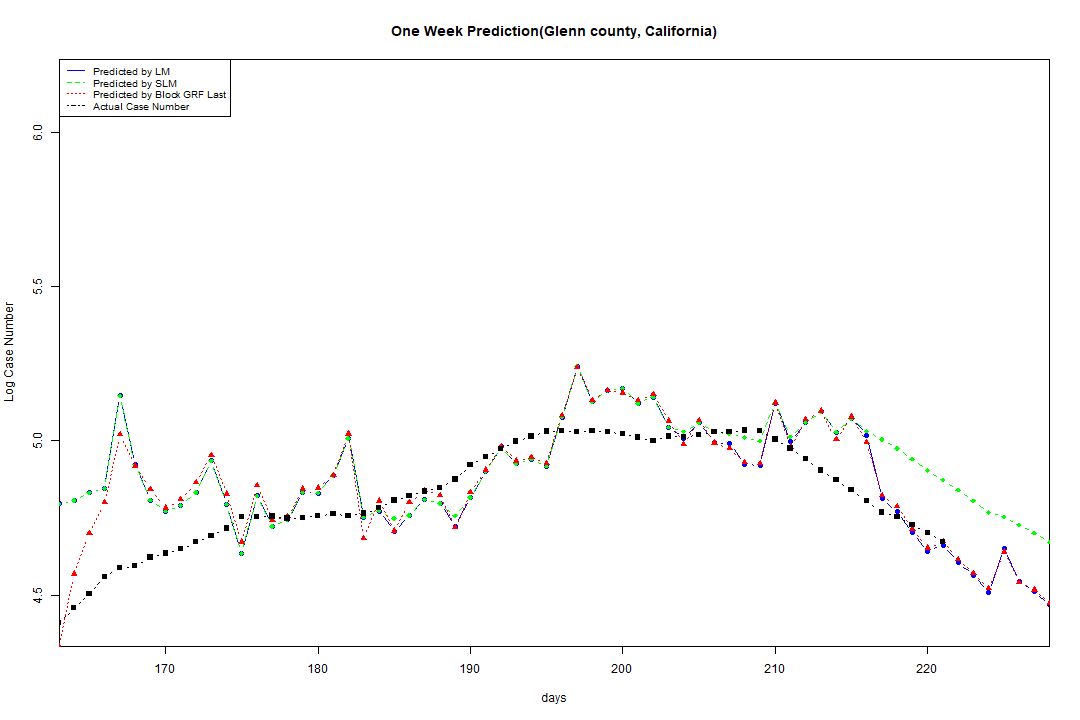 One Week Prediction(Glenn county, California)
Predicted by LM
Predicted by SLM
Predicted by Block GRF Last
Actual Case Number
6.0
5.5
5.0
4.5
Log Case Number
170 180 190 200 210 220
days